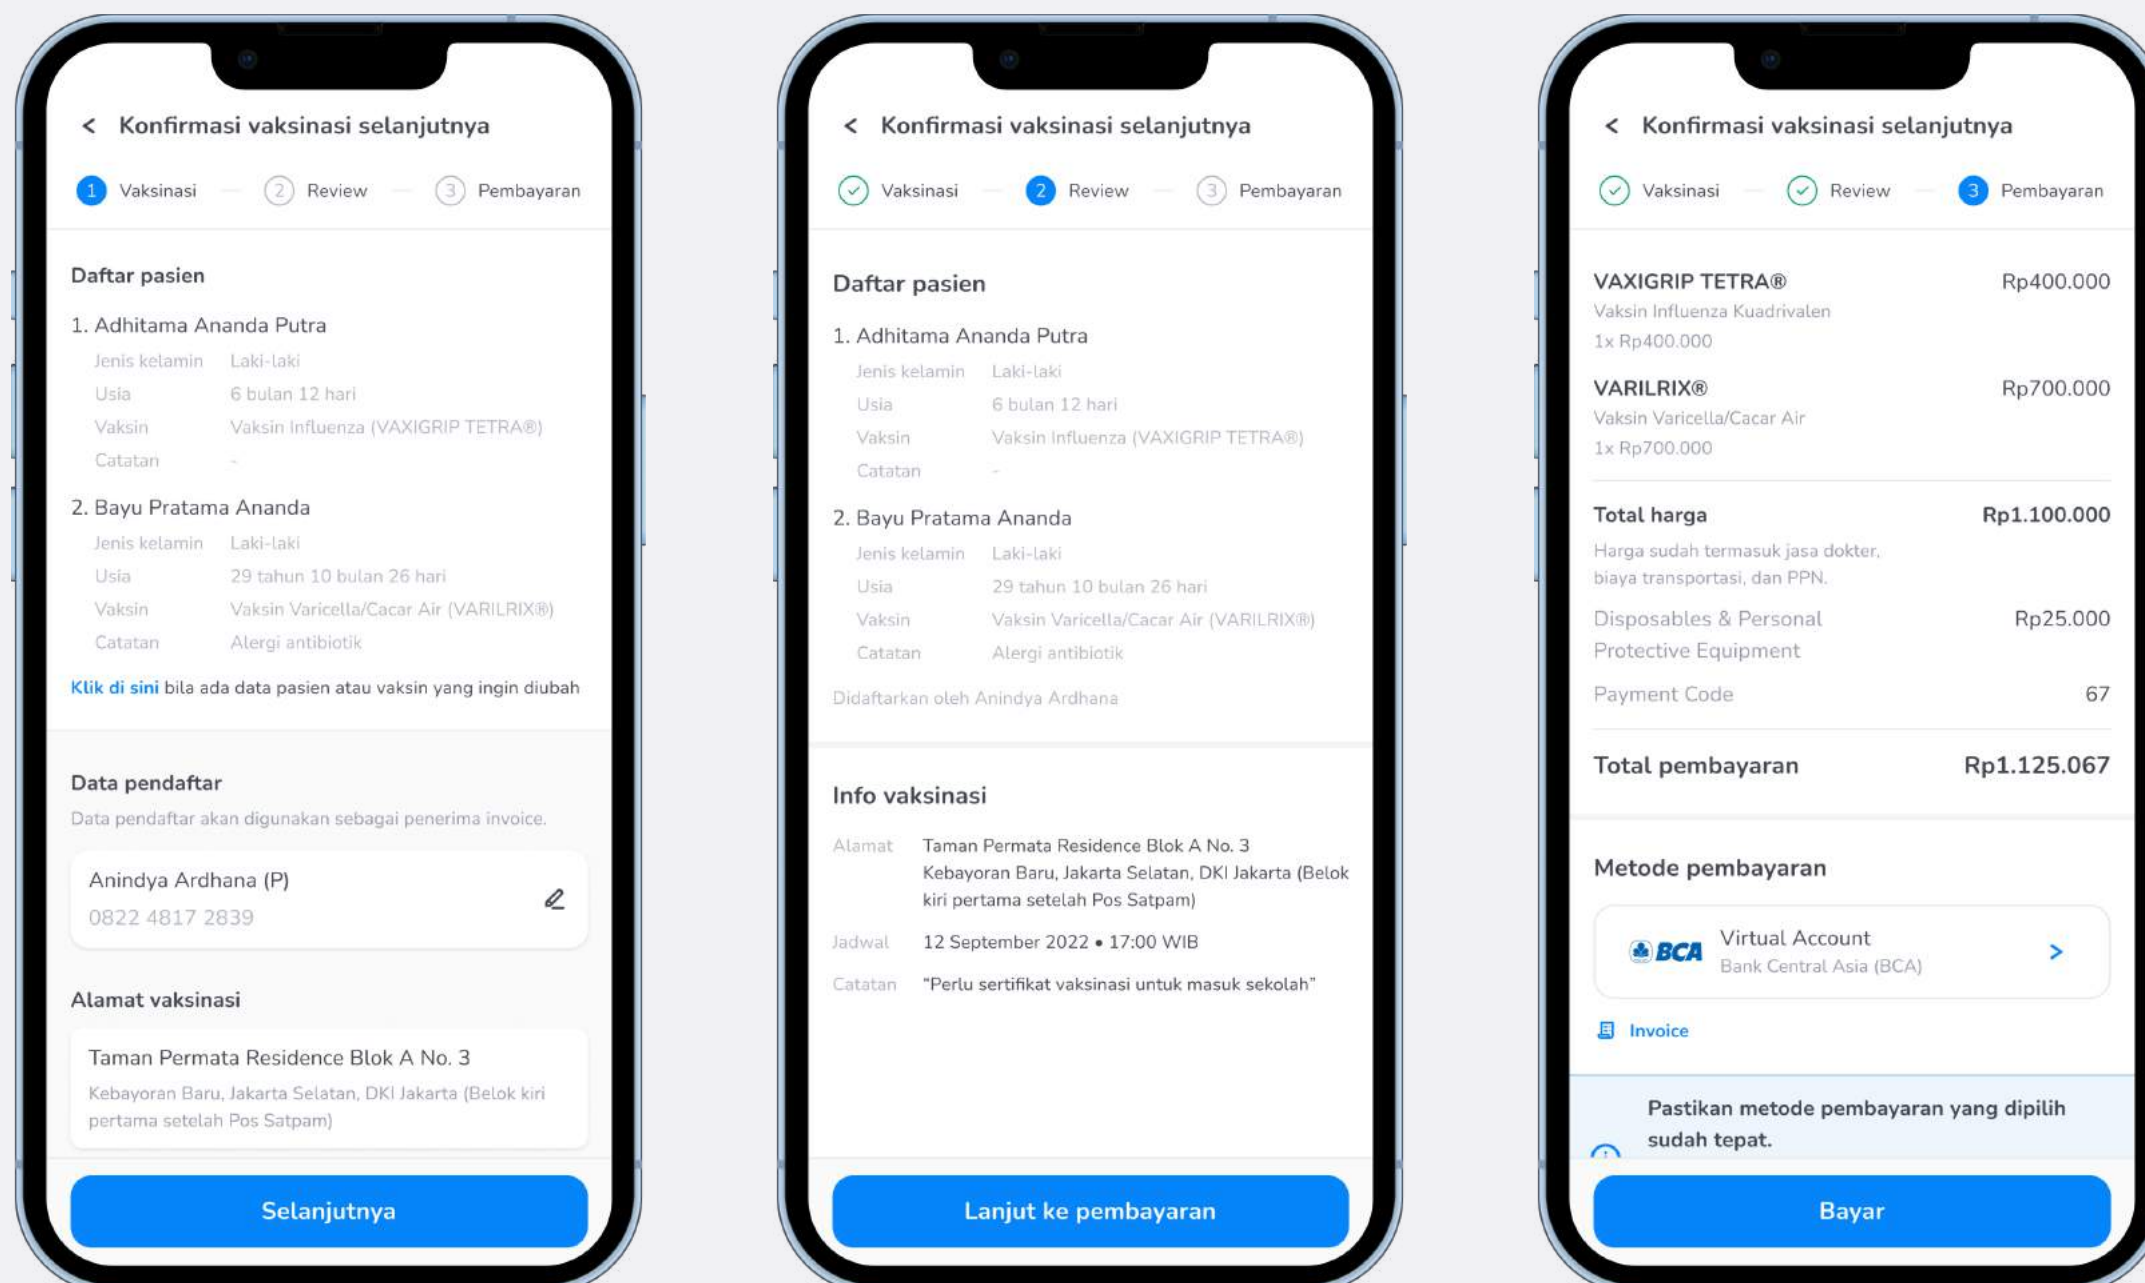 < Konfirmasi vaksinasi selanjutnya
1 Vaksinasi 2 Review 3 Pembayaran
Daftar pasien
1. Adhitama Ananda Putra
Jenis kelamin Laki-laki
Usia 6 bulan 12 hari
Vaksin Vaksin Influenza (VAXIGRIP TETRA®)
Catatan -
2. Bayu Pratama Ananda
Jenis kelamin Laki-laki
Usia 29 tahun 10 bulan 26 hari
Vaksin Vaksin Varicella/Cacar Air (VARILRIX®)
Catatan Alergi antibiotik
Klik di sini bila ada data pasien atau vaksin yang ingin diubah
Data pendaftar
Data pendaftar akan digunakan sebagai penerima invoice.
Anindya Ardhana (P)
0822 4817 2839
Alamat vaksinasi
Taman Permata Residence Blok A No. 3
Kebayoran Baru, Jakarta Selatan, DKI Jakarta (Belok kiri
pertama setelah Pos Satpam)
Selanjutnya
< Konfirmasi vaksinasi selanjutnya
Vaksinasi 2 Review 3 Pembayaran
Daftar pasien
1. Adhitama Ananda Putra
Jenis kelamin Laki-laki
Usia 6 bulan 12 hari
Vaksin Vaksin Influenza (VAXIGRIP TETRA®)
Catatan -
2. Bayu Pratama Ananda
Jenis kelamin Laki-laki
Usia 29 tahun 10 bulan 26 hari
Vaksin Vaksin Varicella/Cacar Air (VARILRIX®)
Catatan Alergi antibiotik
Didaftarkan oleh Anindya Ardhana
Info vaksinasi
Alamat Taman Permata Residence Blok A No. 3
Kebayoran Baru, Jakarta Selatan, DKI Jakarta (Belok
kiri pertama setelah Pos Satpam)
Jadwal 12 September 2022 • 17:00 WIB
Catatan "Perlu sertifikat vaksinasi untuk masuk sekolah"
Lanjut ke pembayaran
< Konfirmasi vaksinasi selanjutnya
Vaksinasi Review 3 Pembayaran
VAXIGRIP TETRA® Rp400.000
Vaksin Influenza Kuadrivalen
1x Rp400.000
VARILRIX® Rp700.000
Vaksin Varicella/Cacar Air
1x Rp700.000
Total harga Rp1.100.000
Harga sudah termasuk jasa dokter,
biaya transportasi, dan PPN.
Disposables & Personal Rp25.000
Protective Equipment
Payment Code 67
Total pembayaran Rp1.125.067
Metode pembayaran
BCA Virtual Account >
Bank Central Asia (BCA)
Invoice
Pastikan metode pembayaran yang dipilih
sudah tepat.
Bayar